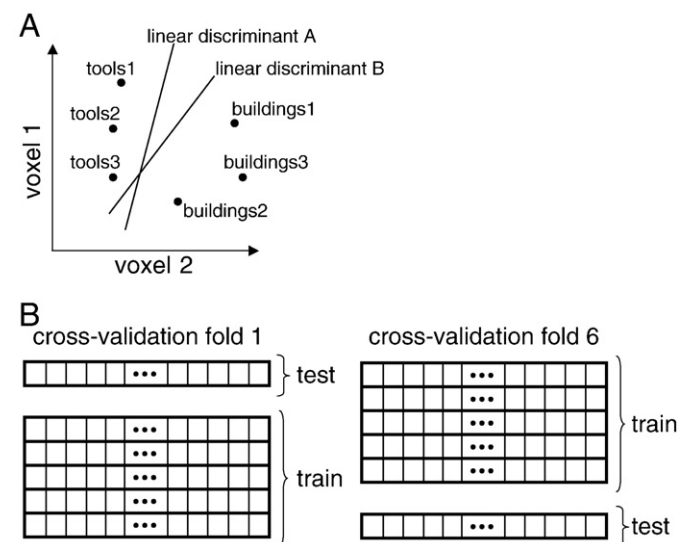 A
linear discriminant A
linear discriminant B
tools1
tools2
tools3
buildings1
buildings3
buildings2
voxel 1
voxel 2
B
cross-validation fold 1
•••
test
•••
•••
•••
•••
•••
train
cross-validation fold 6
•••
•••
•••
•••
•••
train
•••
test